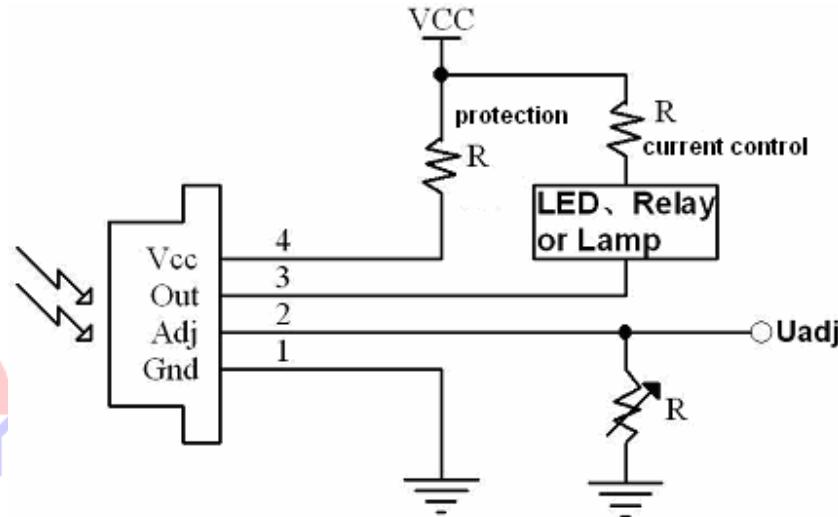 VCC
protection
R
R
current control
LED、Relay
or Lamp
Vcc
4
Out
3
Adj
2
Uadj
Gnd
1
R